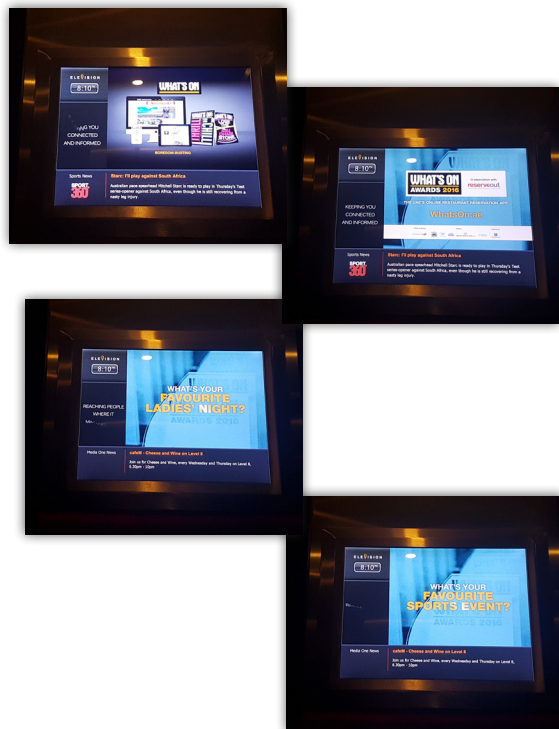 ELEVISION
8:10
WHAT'S ON
ING YOU
CONNECTED
AND INFORMED
BOREDOM BUSTING
Sports News
SPORT
360°
Starc: I'll play against South Africa
Australian pace spearhead Mitchell Starc is ready to play in Thursday's Test
series-opener against South Africa, even though he is still recovering from a
nasty leg injury.
ELEVISION
8:10
WHAT'S ON
AWARDS 2016
in association with
reserveout
THE UAE'S ONLINE RESTAURANT RESERVATION APP
KEEPING YOU
CONNECTED
AND INFORMED
WhatsOn.ae
Sports News
SPORT
360°
Starc: I'll play against South Africa
Australian pace spearhead Mitchell Starc is ready to play in Thursday's Test
series-opener against South Africa, even though he is still recovering from a
nasty leg injury.
ELEVISION
8:10
WHAT'S YOUR
FAVOURITE
LADIES' NIGHT?
AWARDS 2016
REACHING PEOPLE
WHERE IT
Media One News
cafe8 - Cheese and Wine on Level 8
Join us for Cheese and Wine, every Wednesday and Thursday on Level 8,
6.30pm - 10pm
ELEVISION
8:10
WHAT'S YOUR
FAVOURITE
SPORTS EVENT?
AWARDS 2016
Media One News
cafe8 - Cheese and Wine on Level 8
Join us for Cheese and Wine, every Wednesday and Thursday on Level 8,
6.30pm - 10pm